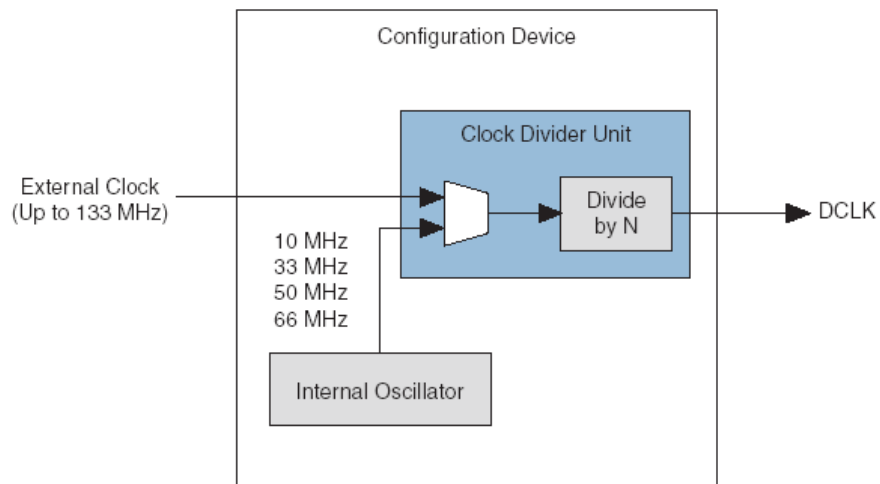 Configuration Device
Clock Divider Unit
External Clock
(Up to 133 MHz)
Divide
by N
DCLK
10 MHz
33 MHz
50 MHz
66 MHz
Internal Oscillator